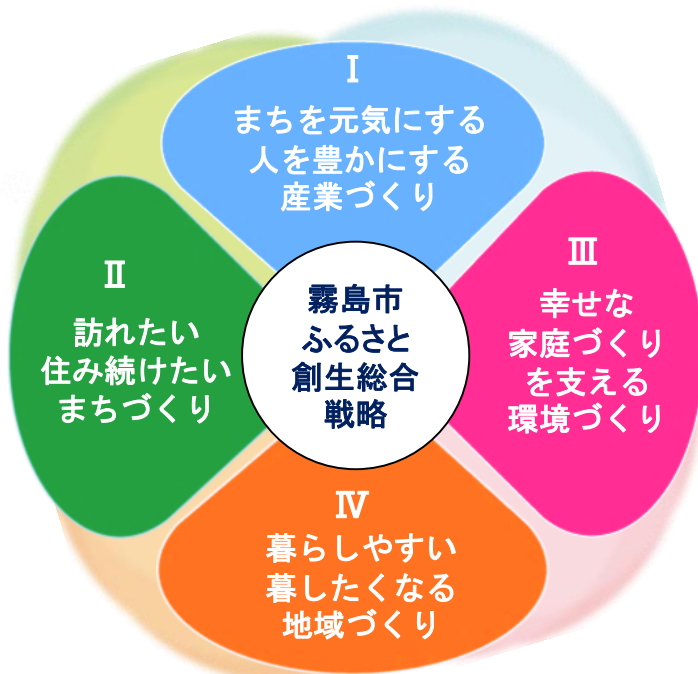 Ⅰ
まちを元気にする
人を豊かにする
産業づくり
Ⅱ
訪れたい
住み続けたい
まちづくり
霧島市
ふるさと
創生総合
戦略
Ⅲ
幸せな
家庭づくり
を支える
環境づくり
Ⅳ
暮らしやすい
暮したくなる
地域づくり